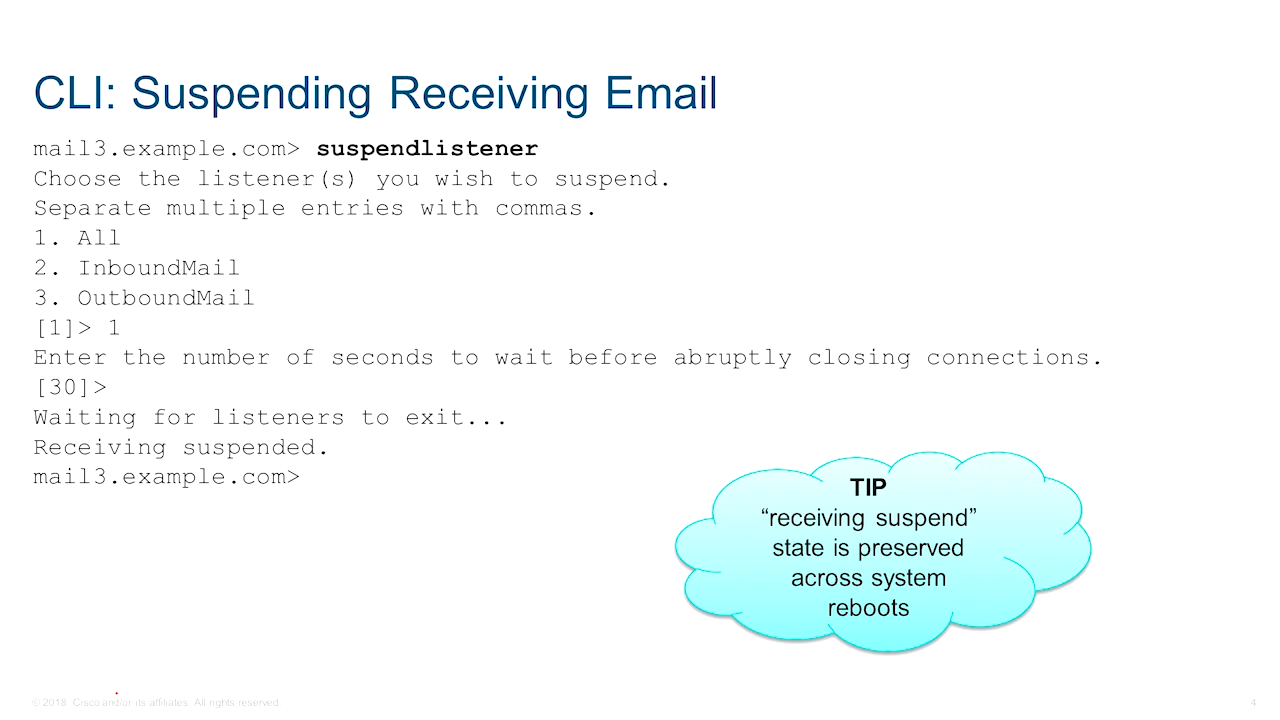 CLI: Suspending Receiving Email
mail3.example.com> suspendlistener
Choose the listener(s) you wish to suspend.
Separate multiple entries with commas.
1. All
2. InboundMail
3. OutboundMail
[1]> 1
Enter the number of seconds to wait before abruptly closing connections.
[30]>
Waiting for listeners to exit...
Receiving suspended.
mail3.example.com>
TIP
“receiving suspend”
state is preserved
across system
reboots
© 2018 Cisco and/or its affiliates. All rights reserved.
4